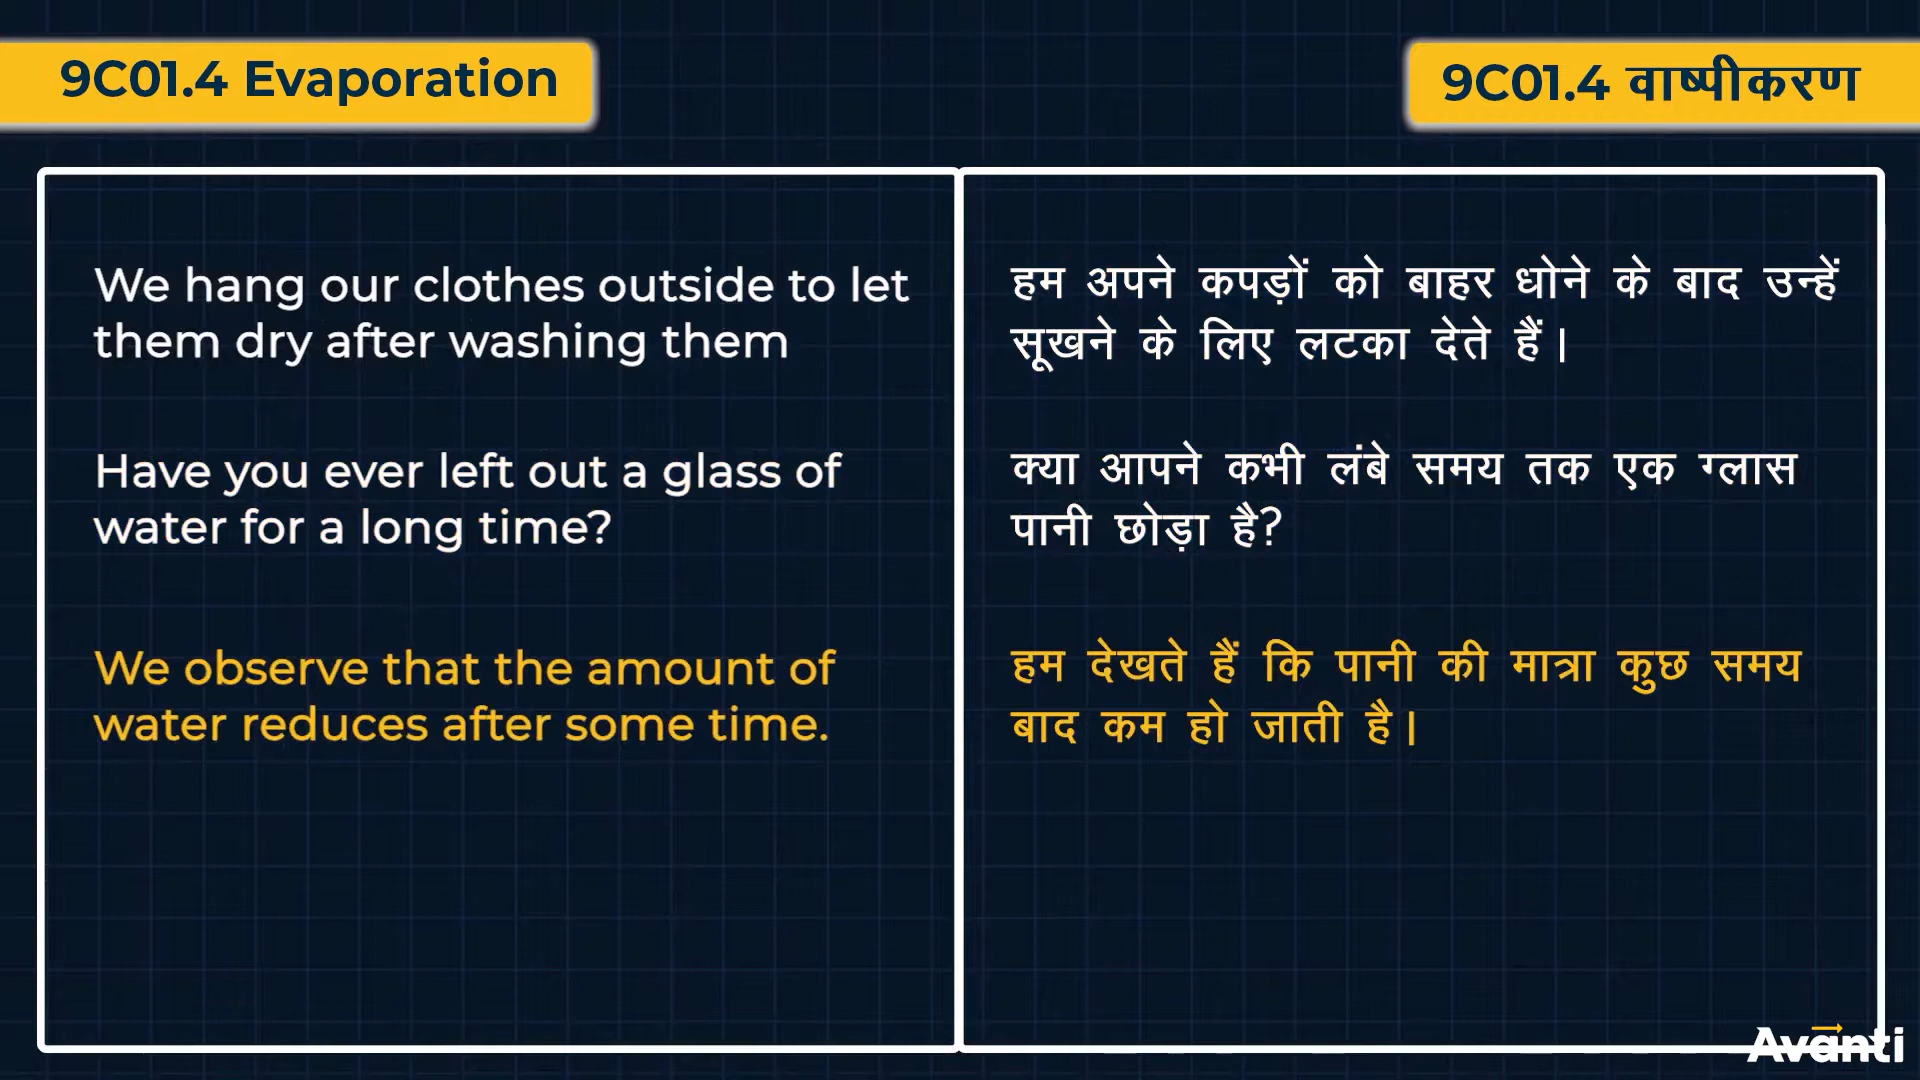 9C01.4 Evaporation
9C01.4 वाष्पीकरण
We hang our clothes outside to let
them dry after washing them
Have you ever left out a glass of
water for a long time?
We observe that the amount of
water reduces after some time.
हम अपने कपड़ों को बाहर धोने के बाद उन्हें
सूखने के लिए लटका देते हैं।
क्या आपने कभी लंबे समय तक एक ग्लास
पानी छोड़ा है?
हम देखते हैं कि पानी की मात्रा कुछ समय
बाद कम हो जाती है।
Avanti